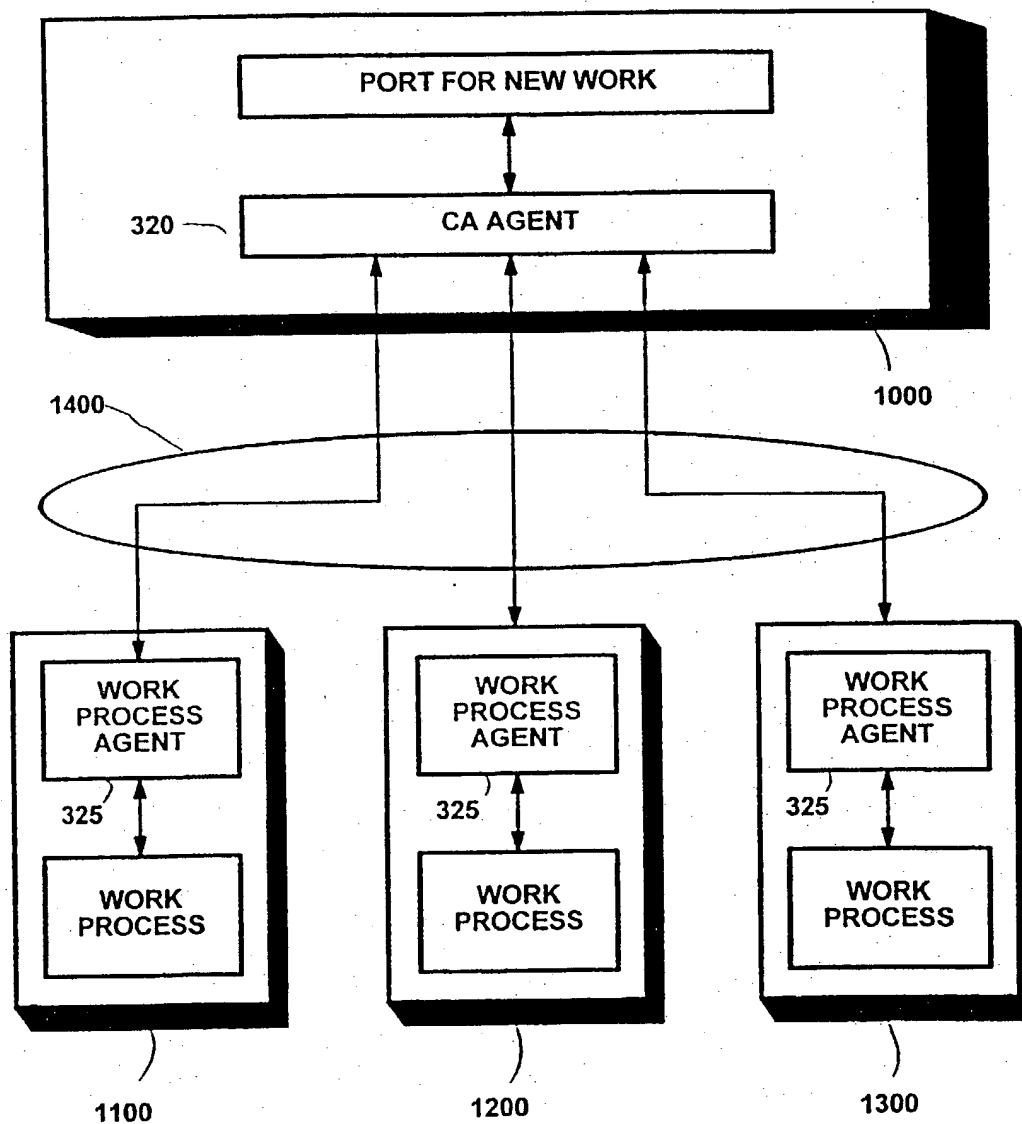 PORT FOR NEW WORK
320
CA AGENT
1000
1400
WORK
PROCESS
AGENT
325
WORK
PROCESS
WORK
PROCESS
AGENT
325
WORK
PROCESS
WORK
PROCESS
AGENT
325
WORK
PROCESS
1100
1200
1300